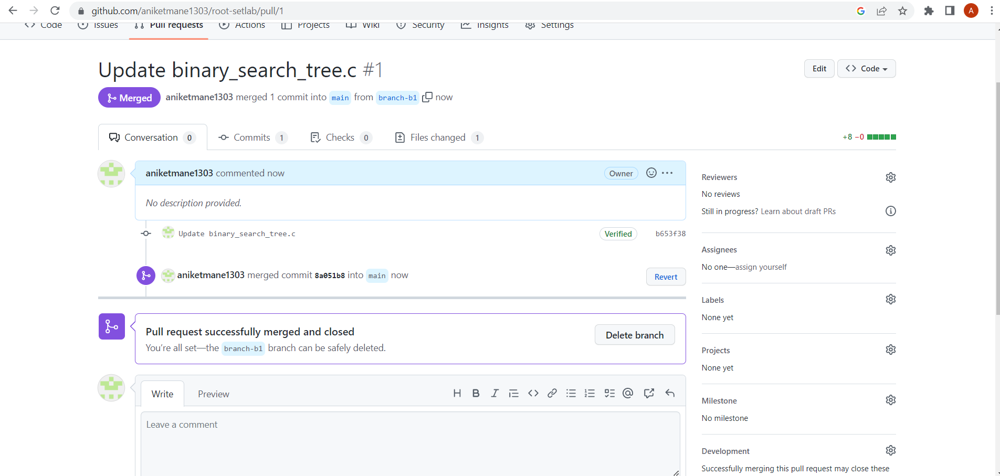 github.com/aniketmane1303/root-setlab/pull/1
A
Code Issues Pull requests Actions Projects Wiki Security Insights Settings
Update binary_search_tree.c #1
Edit Code
Merged aniketmane1303 merged 1 commit into main from branch-b1 now
Conversation 0 Commits 1 Checks 0 Files changed 1
+8 −0
aniketmane1303 commented now
Owner
No description provided.
Update binary_search_tree.c Verified b653f38
aniketmane1303 merged commit 8a051b8 into main now
Revert
Pull request successfully merged and closed
You’re all set—the branch-b1 branch can be safely deleted.
Delete branch
Write Preview
Leave a comment
Reviewers
No reviews
Still in progress? Learn about draft PRs
Assignees
No one—assign yourself
Labels
None yet
Projects
None yet
Milestone
No milestone
Development
Successfully merging this pull request may close these